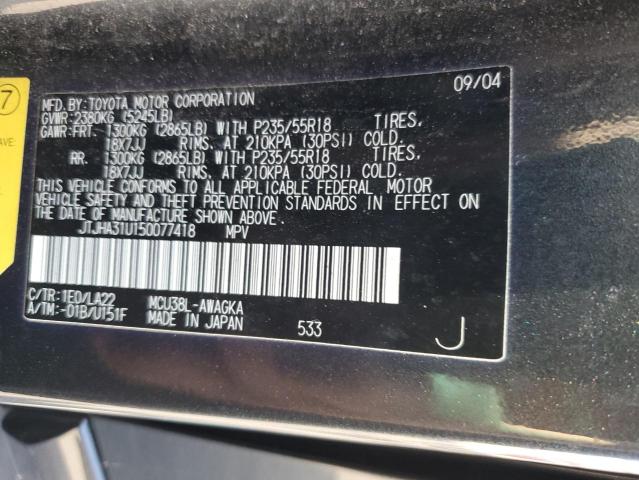 09/04
MFD.BY: TOYOTA MOTOR CORPORATION
GVWR: 2380KG (5245LB)
GAWR: FRT. 1300KG (2865LB) WITH P235/55R18 TIRES,
18X7JJ RIMS, AT 210KPA (30PSI) COLD.
RR. 1300KG (2865LB) WITH P235/55R18 TIRES,
18X7JJ RIMS, AT 210KPA (30PSI) COLD.
THIS VEHICLE CONFORMS TO ALL APPLICABLE FEDERAL MOTOR
VEHICLE SAFETY AND THEFT PREVENTION STANDARDS IN EFFECT ON
THE DATE OF MANUFACTURE SHOWN ABOVE.
JTJHA31U150077418 MPV
C/TR: 1E0/LA22 MCU38L-AWAGKA
A/TM: -01B/U151F MADE IN JAPAN 533 J
7
AVE: